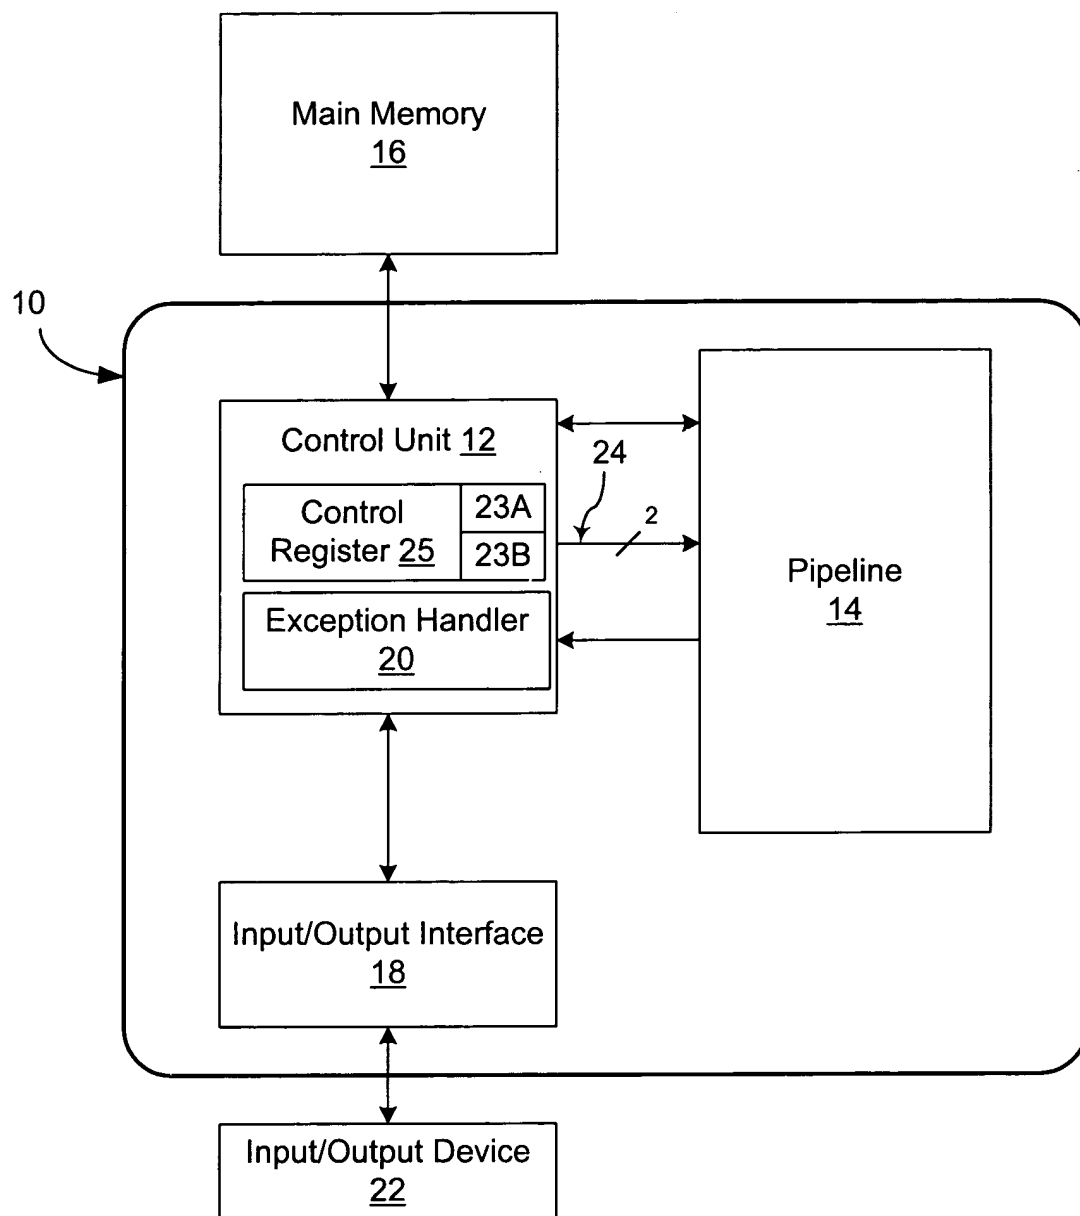 Main Memory
16
10
Control Unit 12
24
Control
Register 25
23A
23B
2
Exception Handler
20
Pipeline
14
Input/Output Interface
18
Input/Output Device
22